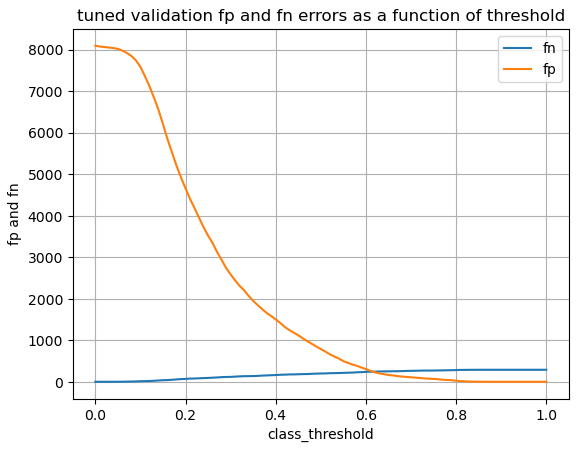 tuned validation fp and fn errors as a function of threshold
fn
fp
fp and fn
8000
7000
6000
5000
4000
3000
2000
1000
0
0.0 0.2 0.4 0.6 0.8 1.0
class_threshold